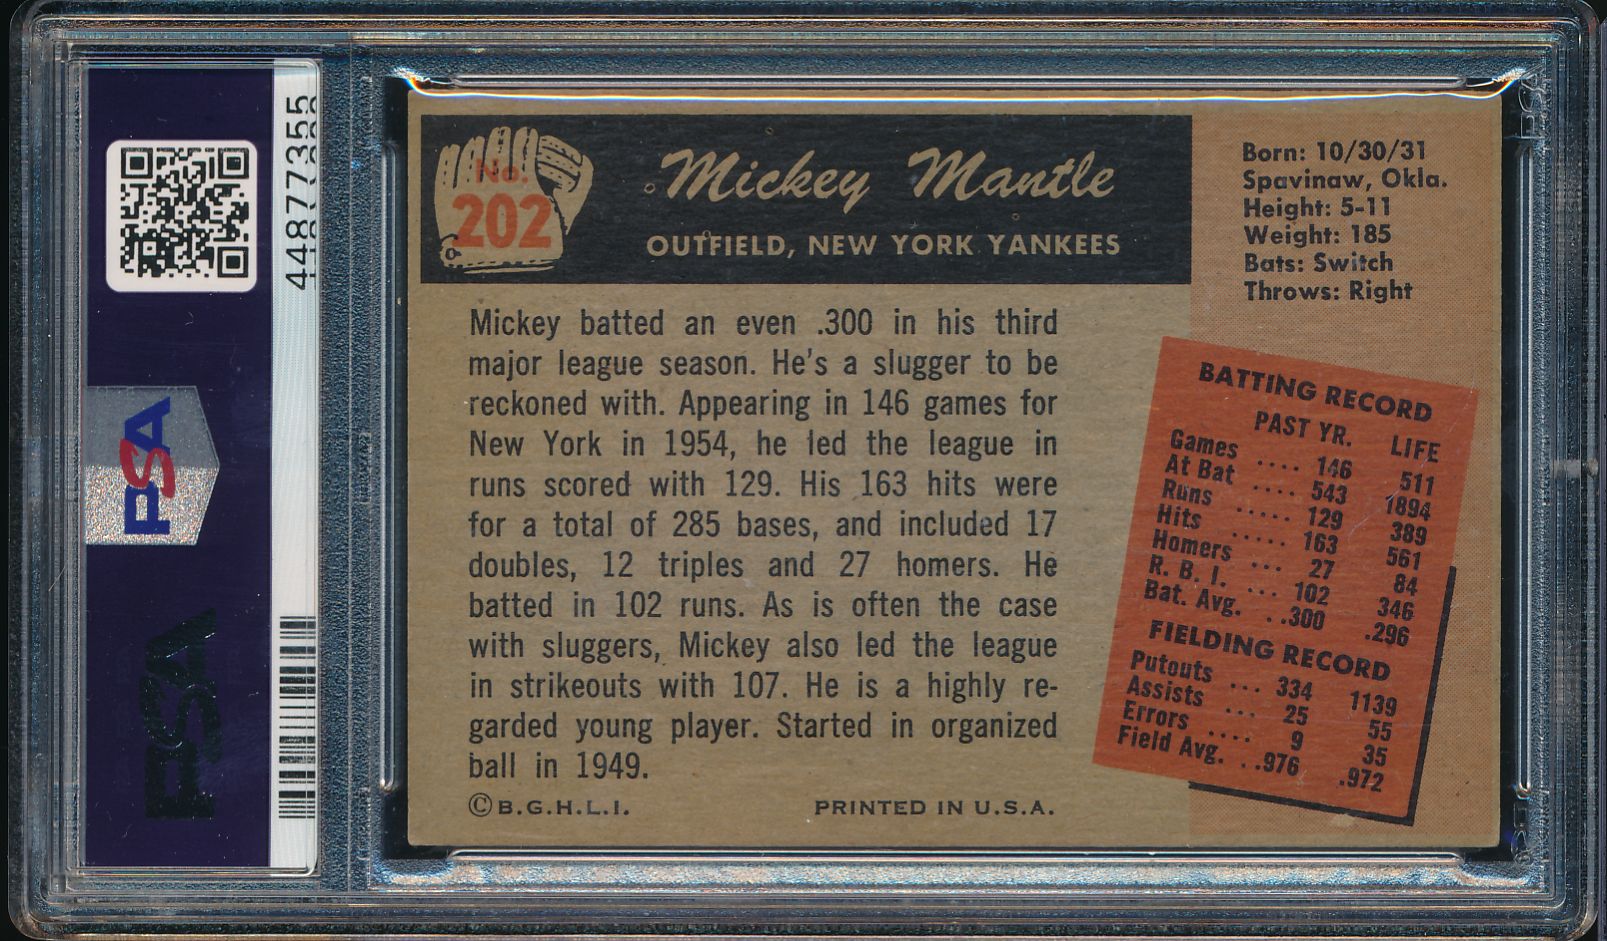 44877355
PSA
PSA
No.
202
Mickey Mantle
OUTFIELD, NEW YORK YANKEES
Born: 10/30/31
Spavinaw, Okla.
Height: 5-11
Weight: 185
Bats: Switch
Throws: Right
Mickey batted an even .300 in his third
major league season. He's a slugger to be
reckoned with. Appearing in 146 games for
New York in 1954, he led the league in
runs scored with 129. His 163 hits were
for a total of 285 bases, and included 17
doubles, 12 triples and 27 homers. He
batted in 102 runs. As is often the case
with sluggers, Mickey also led the league
in strikeouts with 107. He is a highly re-
garded young player. Started in organized
ball in 1949.
©B.G.H.L.I. PRINTED IN U.S.A.
BATTING RECORD
PAST YR. LIFE
Games .... 146 511
At Bat .... 543 1894
Runs ..... 129 389
Hits ..... 163 561
Homers ... 27 84
R. B. I. ... 102 346
Bat. Avg. ..300 .296
FIELDING RECORD
Putouts ... 334 1139
Assists ... 25 55
Errors .... 9 35
Field Avg. ..976 .972